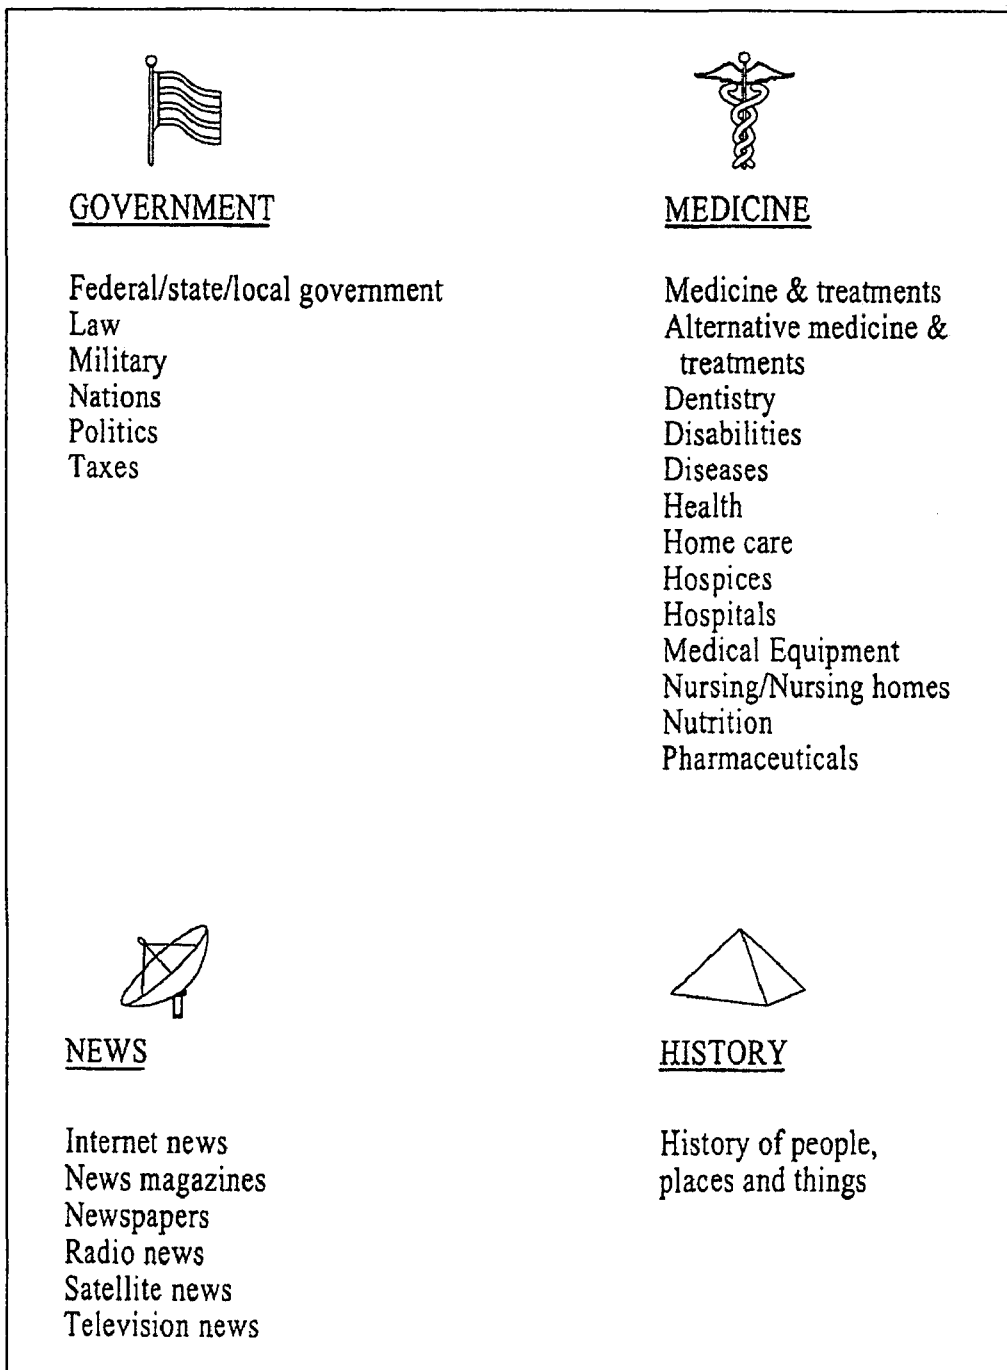 GOVERNMENT
Federal/state/local government
Law
Military
Nations
Politics
Taxes
MEDICINE
Medicine & treatments
Alternative medicine &
treatments
Dentistry
Disabilities
Diseases
Health
Home care
Hospices
Hospitals
Medical Equipment
Nursing/Nursing homes
Nutrition
Pharmaceuticals
NEWS
Internet news
News magazines
Newspapers
Radio news
Satellite news
Television news
HISTORY
History of people,
places and things